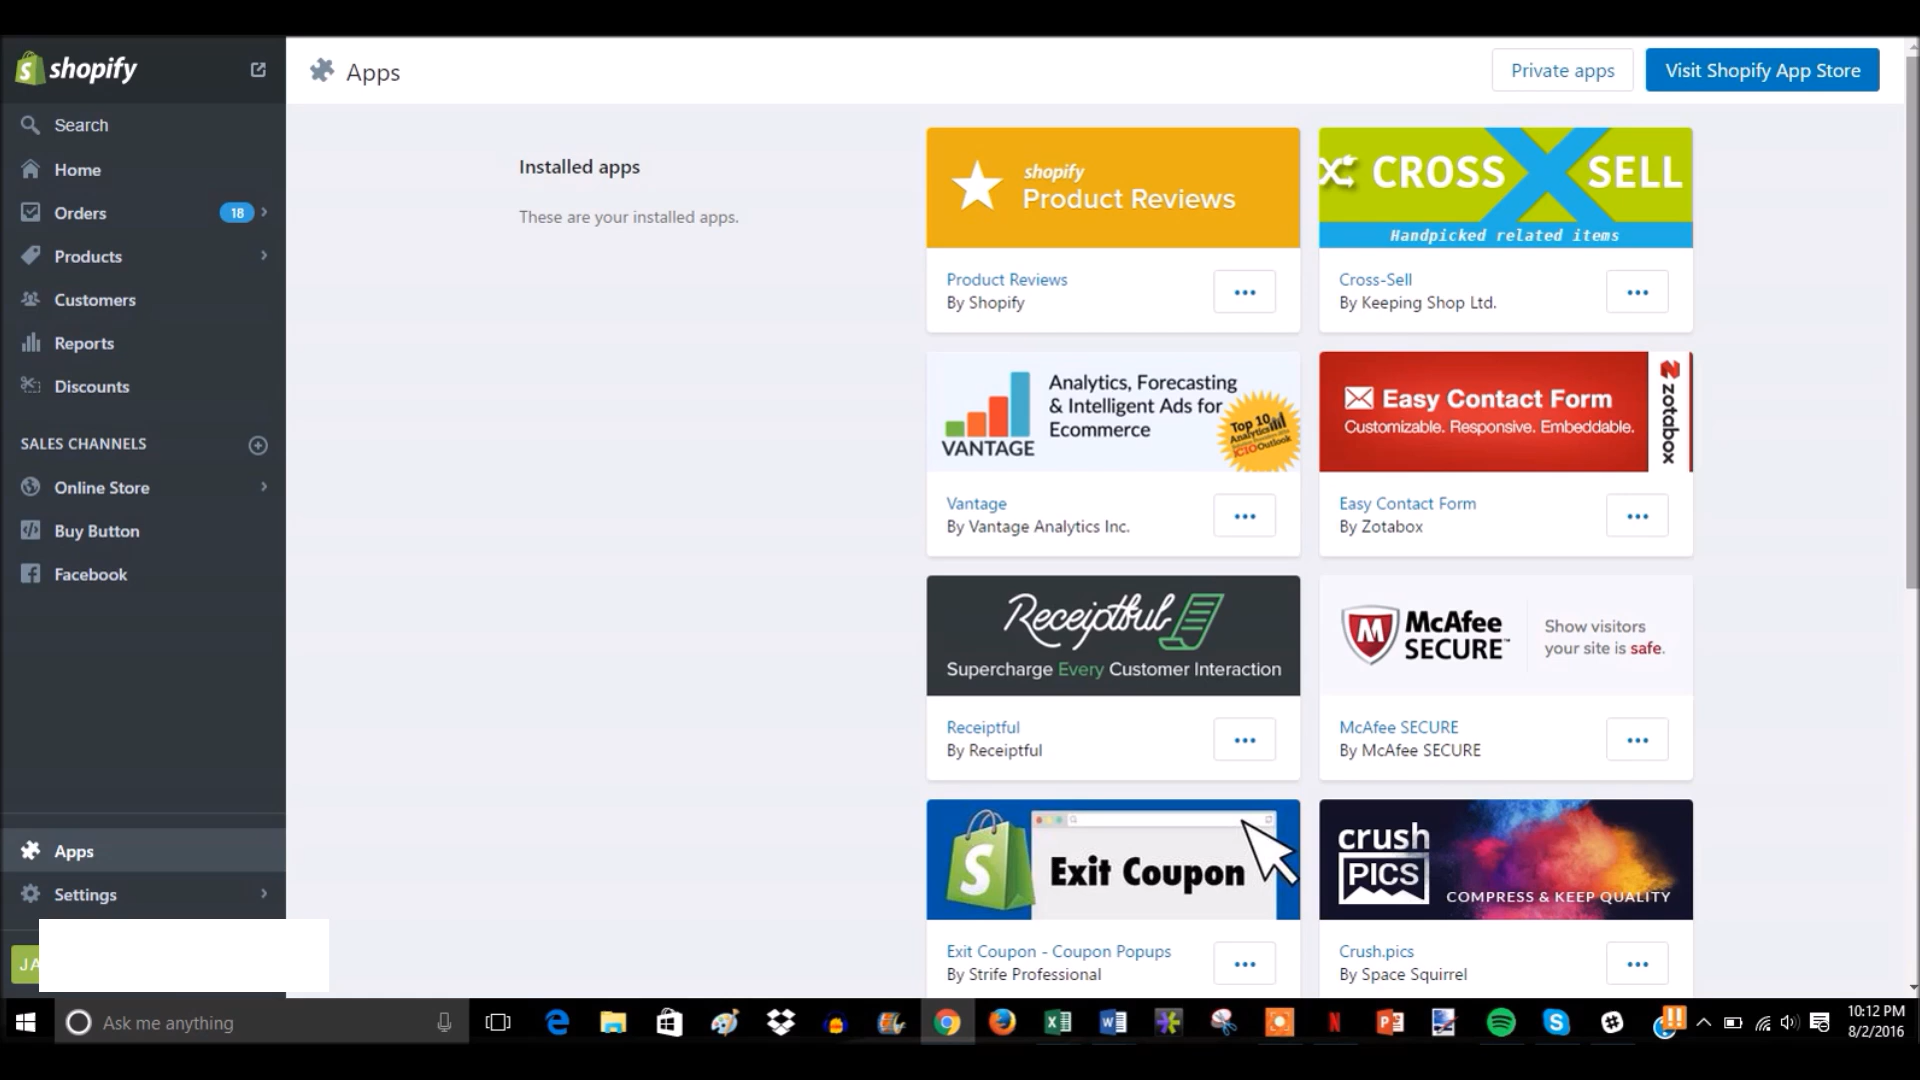 shopify
Search
Home
Orders 18
Products
Customers
Reports
Discounts
SALES CHANNELS
Online Store
Buy Button
Facebook
Apps
Settings
JA
Apps
Private apps
Visit Shopify App Store
Installed apps
These are your installed apps.
shopify
Product Reviews
Product Reviews
By Shopify
CROSS SELL
Handpicked related items
Cross-Sell
By Keeping Shop Ltd.
VANTAGE
Analytics, Forecasting
& Intelligent Ads for
Ecommerce
Top 10
Analytics
CIOOutlook
Vantage
By Vantage Analytics Inc.
Easy Contact Form
Customizable. Responsive. Embeddable.
zotabox
Easy Contact Form
By Zotabox
Receiptful
Supercharge Every Customer Interaction
Receiptful
By Receiptful
McAfee
SECURE™
Show visitors
your site is safe.
McAfee SECURE
By McAfee SECURE
Exit Coupon
Exit Coupon - Coupon Popups
By Strife Professional
crush
PICS
COMPRESS & KEEP QUALITY
Crush.pics
By Space Squirrel
Ask me anything
10:12 PM
8/2/2016